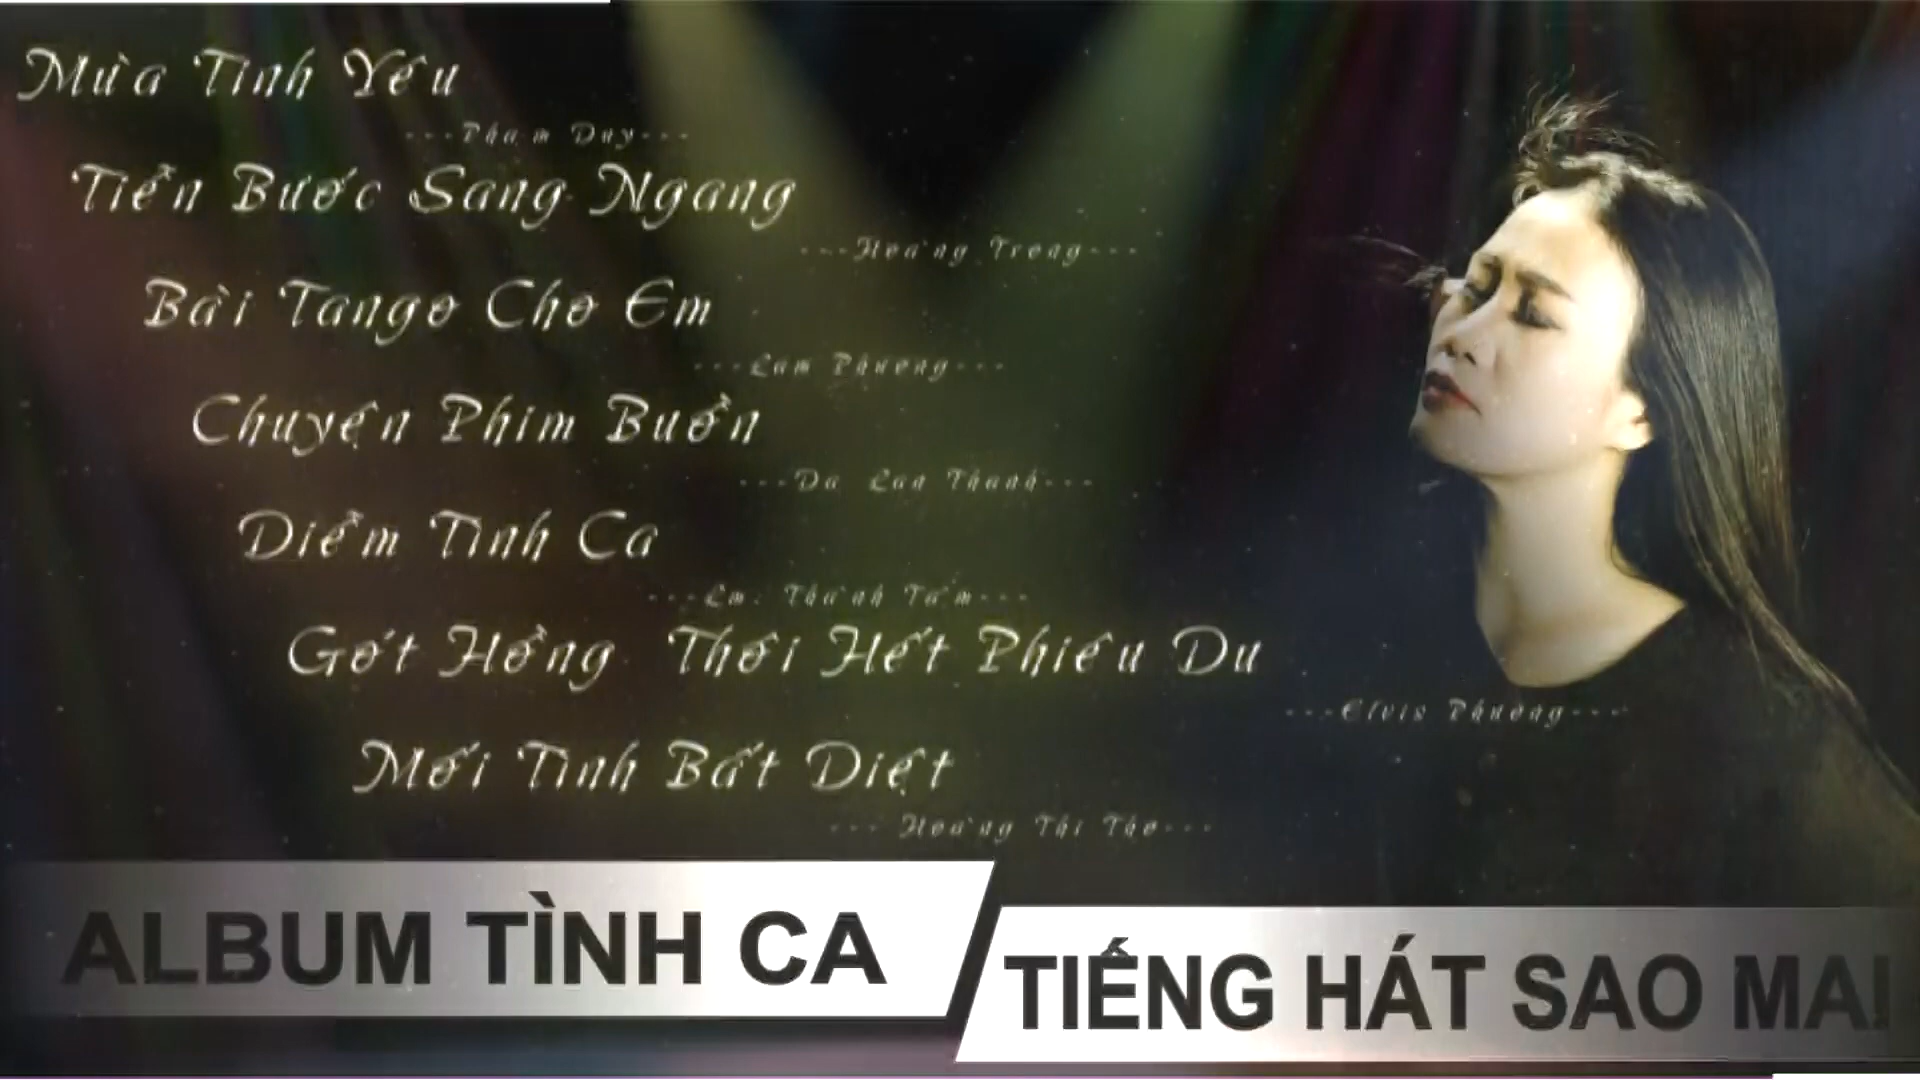 Mùa Tình Yêu
---Phạm Duy---
Tiễn Bước Sang Ngang
---Hoàng Trọng---
Bài Tango Cho Em
---Lam Phương---
Chuyện Phim Buồn
---Dạ Lan Thanh---
Diễm Tình Ca
---Lm: Thành Tâm---
Gót Hồng Thôi Hết Phiêu Du
---Elvis Phương---
Mối Tình Bất Diệt
--- Hoàng Thi Thơ---
ALBUM TÌNH CA
TIẾNG HÁT SAO MAI